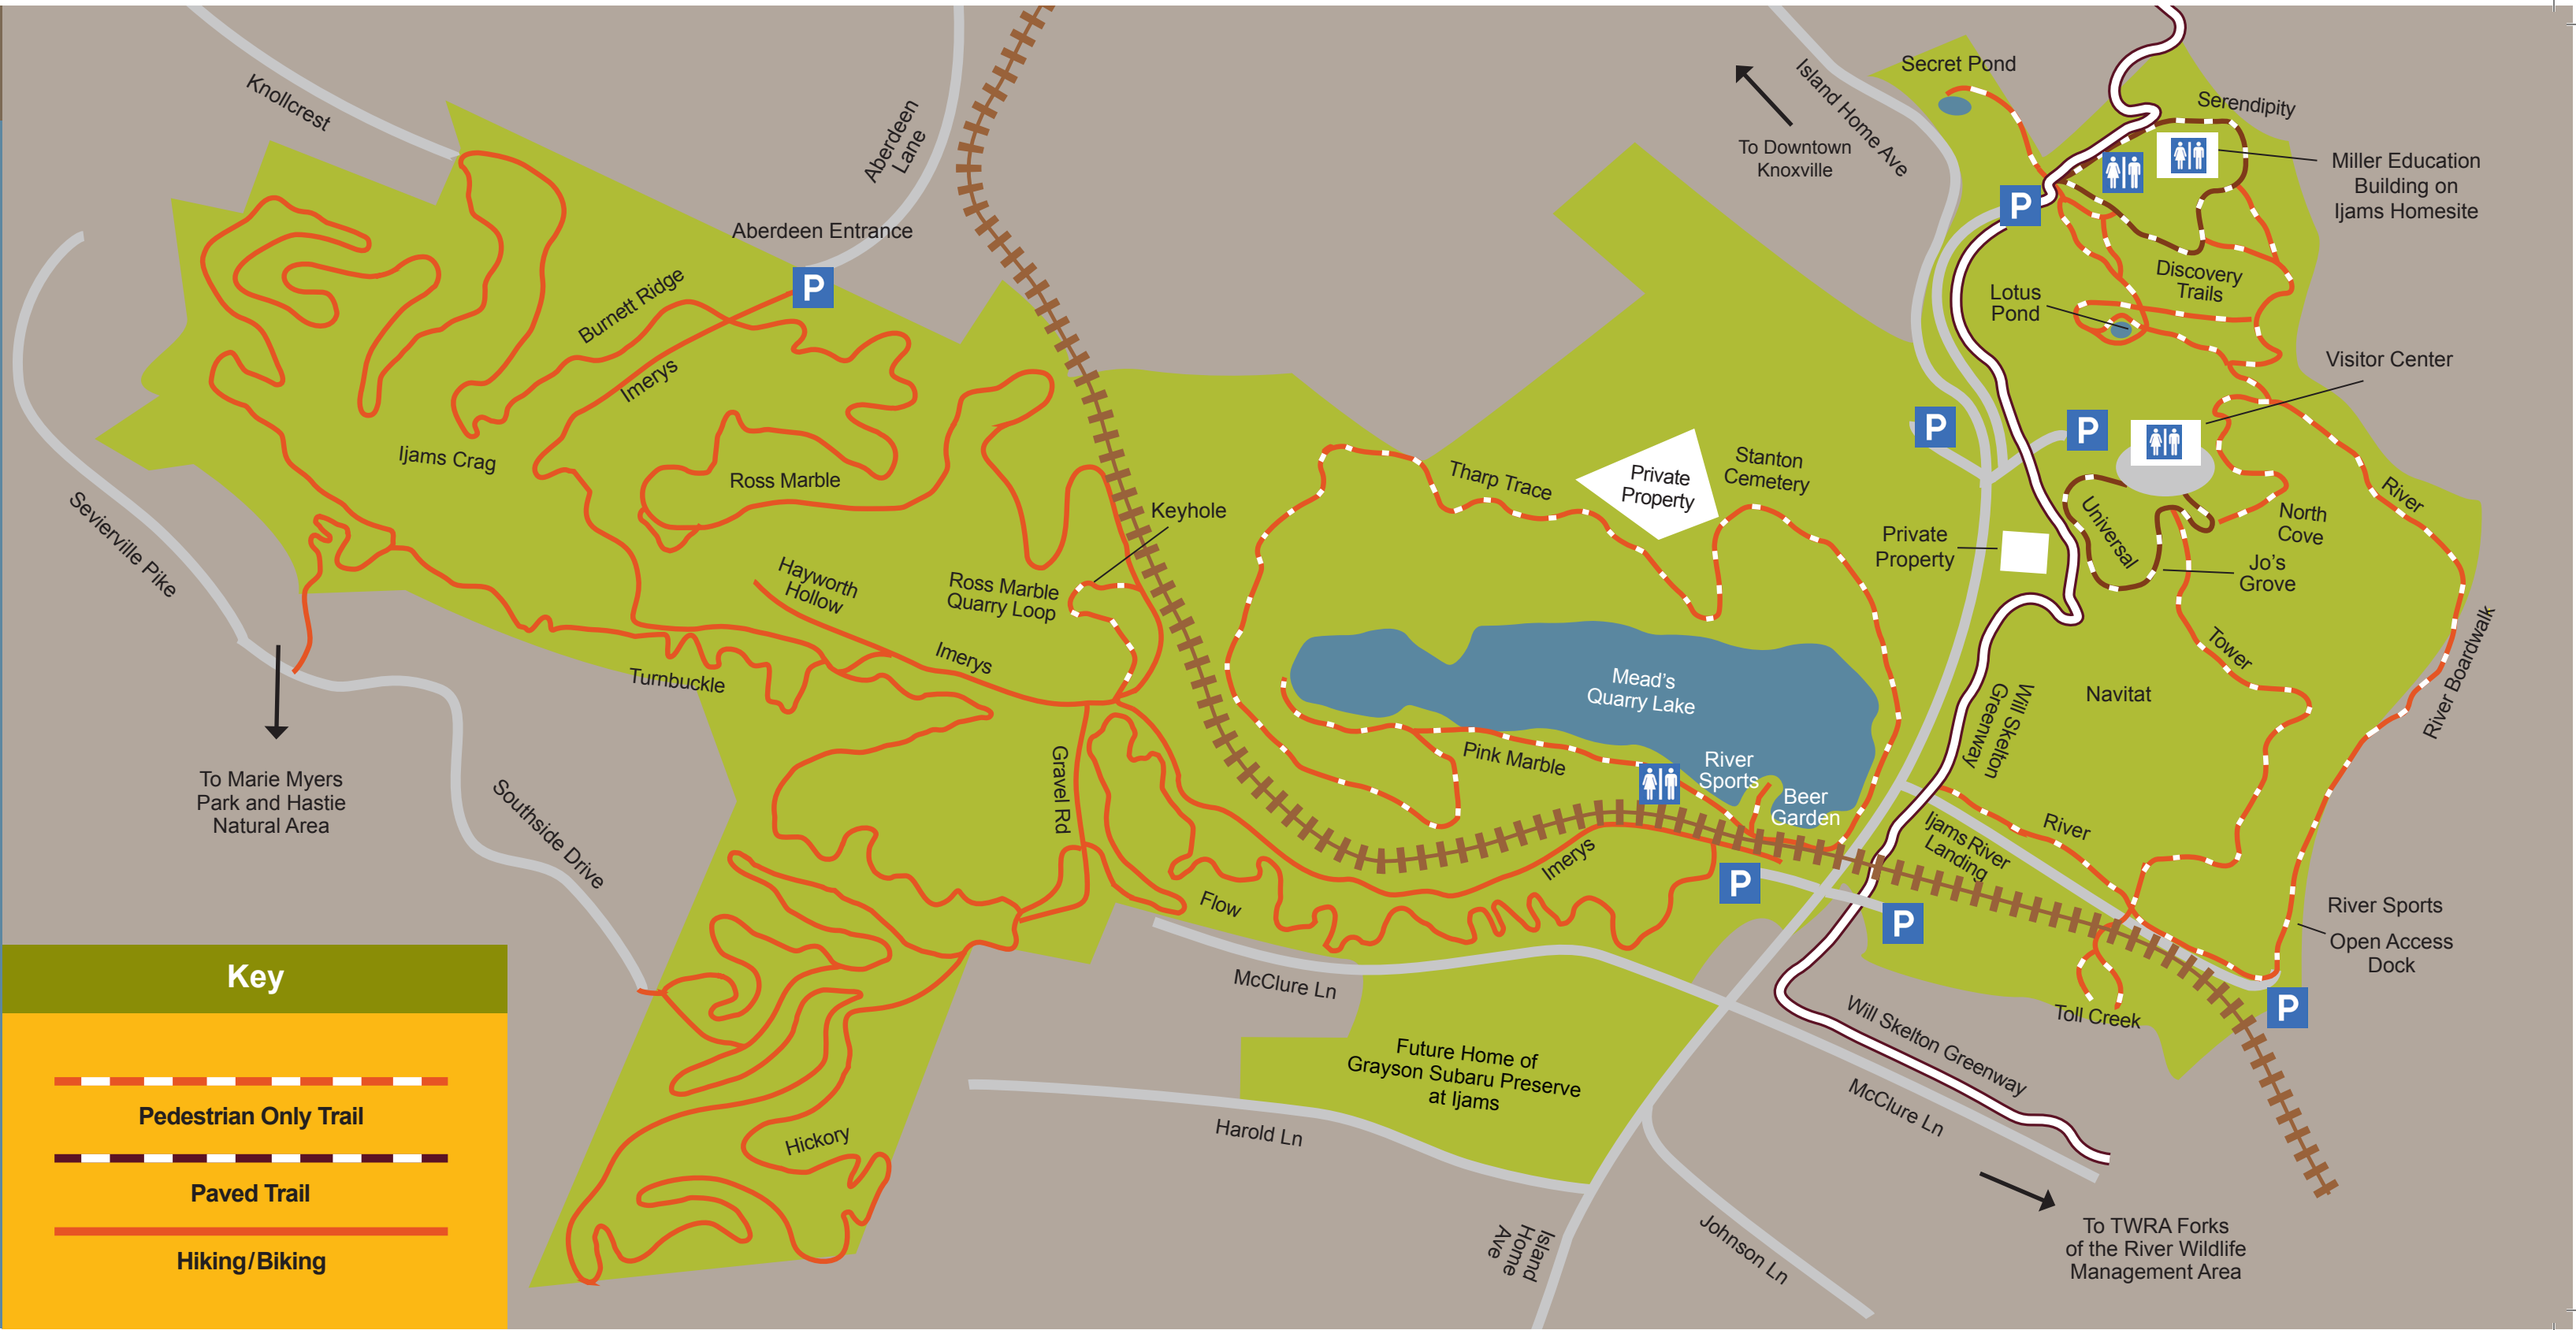 Knollcrest
Aberdeen
Lane
Aberdeen Entrance
P
Burnett Ridge
Imerys
Ijams Crag
Ross Marble
Sevierville Pike
Hayworth
Hollow
Keyhole
Ross Marble
Quarry Loop
Imerys
Turnbuckle
To Marie Myers
Park and Hastie
Natural Area
Southside Drive
Gravel Rd
Flow
Imerys
Hickory
McClure Ln
Harold Ln
Future Home of
Grayson Subaru Preserve
at Ijams
Island
Home
Ave
Johnson Ln
To Downtown
Knoxville
Island Home Ave
Secret Pond
Serendipity
P
Miller Education
Building on
Ijams Homesite
Discovery
Trails
Lotus
Pond
Visitor Center
P
P
Tharp Trace
Private
Property
Stanton
Cemetery
Private
Property
Universal
North
Cove
Jo's
Grove
River
River Boardwalk
Tower
Navitat
Will Skelton
Greenway
Mead's
Quarry Lake
Pink Marble
River
Sports
Beer
Garden
P
P
Ijams River
Landing
River
River Sports
Open Access
Dock
P
Toll Creek
Will Skelton Greenway
McClure Ln
To TWRA Forks
of the River Wildlife
Management Area
Key
Pedestrian Only Trail
Paved Trail
Hiking/Biking